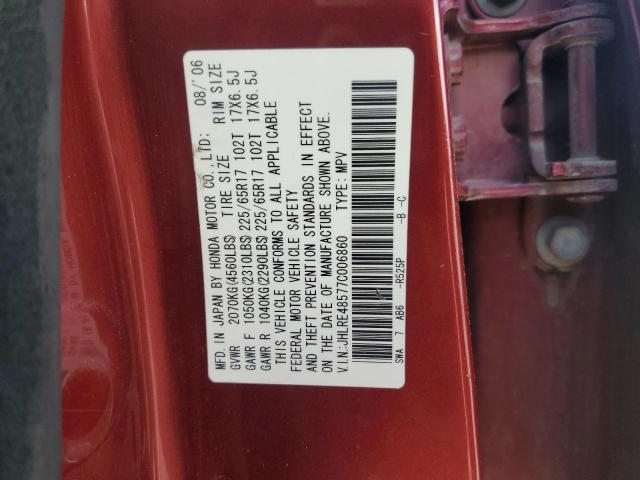 MFD. IN JAPAN BY HONDA MOTOR CO., LTD: 08/'06
GVWR 2070KG(4560LBS) TIRE SIZE RIM SIZE
GAWR F 1050KG(2310LBS) 225/65R17 102T 17X6.5J
GAWR R 1040KG(2290LBS) 225/65R17 102T 17X6.5J
THIS VEHICLE CONFORMS TO ALL APPLICABLE
FEDERAL MOTOR VEHICLE SAFETY
AND THEFT PREVENTION STANDARDS IN EFFECT
ON THE DATE OF MANUFACTURE SHOWN ABOVE.
V.I.N.:JHLRE48577C006860 TYPE: MPV
SWA 7 AB6 -R525P -B -C